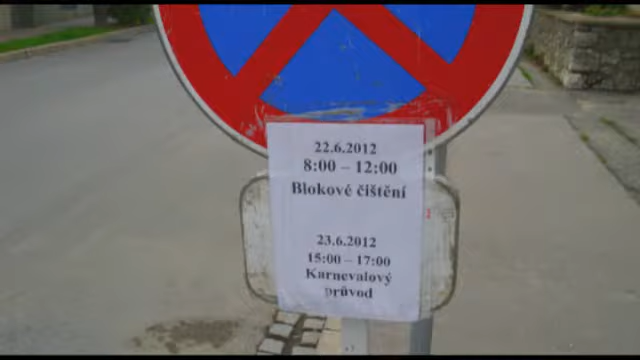 22.6.2012
8:00 – 12:00
Blokové čištění
23.6.2012
15:00 – 17:00
Karnevalový
průvod